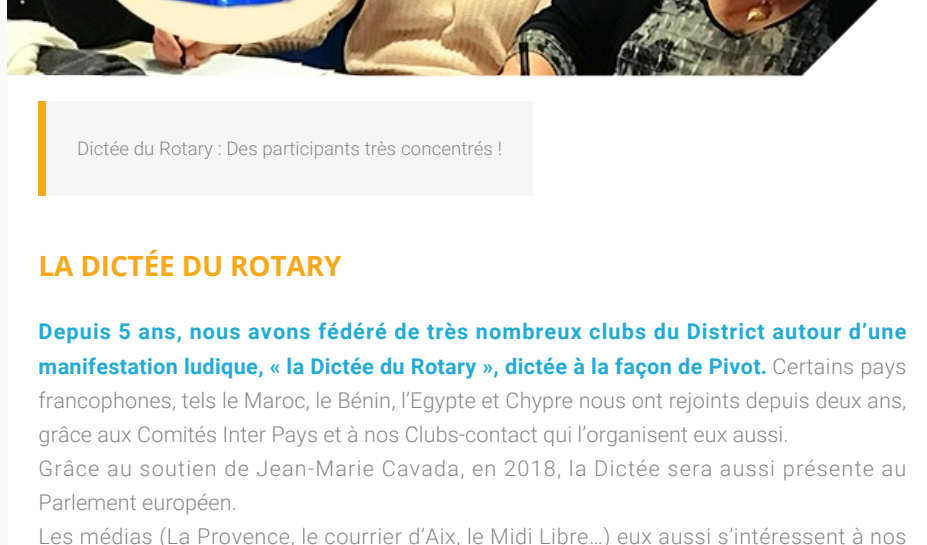 Dictée du Rotary : Des participants très concentrés !
LA DICTÉE DU ROTARY
Depuis 5 ans, nous avons fédéré de très nombreux clubs du District autour d’une
manifestation ludique, « la Dictée du Rotary », dictée à la façon de Pivot. Certains pays
francophones, tels le Maroc, le Bénin, l’Egypte et Chypre nous ont rejoints depuis deux ans,
grâce aux Comités Inter Pays et à nos Clubs-contact qui l’organisent eux aussi.
Grâce au soutien de Jean-Marie Cavada, en 2018, la Dictée sera aussi présente au
Parlement européen.
Les médias (La Provence, le courrier d’Aix, le Midi Libre…) eux aussi s’intéressent à nos